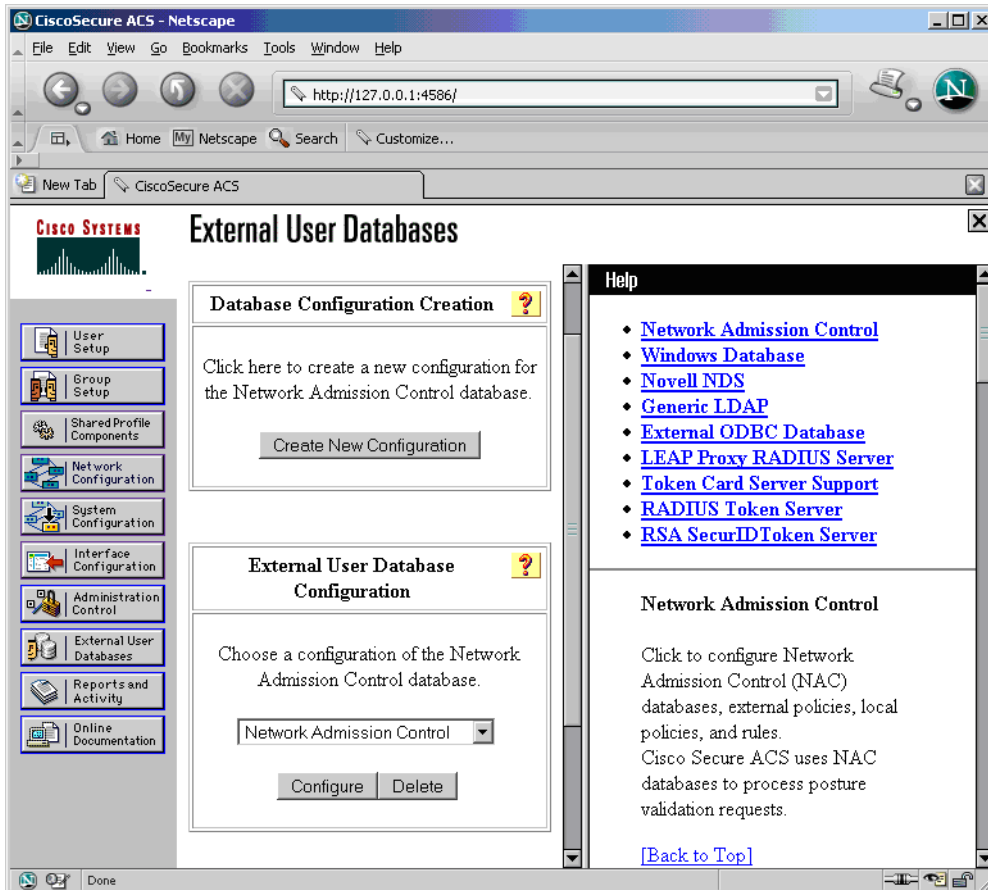 CiscoSecure ACS - Netscape
File Edit View Go Bookmarks Tools Window Help
http://127.0.0.1:4586/
N
Home My Netscape Search Customize...
New Tab CiscoSecure ACS
CISCO SYSTEMS
External User Databases
User
Setup
Group
Setup
Shared Profile
Components
Network
Configuration
System
Configuration
Interface
Configuration
Administration
Control
External User
Databases
Reports and
Activity
Online
Documentation
Database Configuration Creation ?
Click here to create a new configuration for
the Network Admission Control database.
Create New Configuration
External User Database ?
Configuration
Choose a configuration of the Network
Admission Control database.
Network Admission Control
Configure Delete
Help
Network Admission Control
Windows Database
Novell NDS
Generic LDAP
External ODBC Database
LEAP Proxy RADIUS Server
Token Card Server Support
RADIUS Token Server
RSA SecurIDToken Server
Network Admission Control
Click to configure Network
Admission Control (NAC)
databases, external policies, local
policies, and rules.
Cisco Secure ACS uses NAC
databases to process posture
validation requests.
[Back to Top]
Done